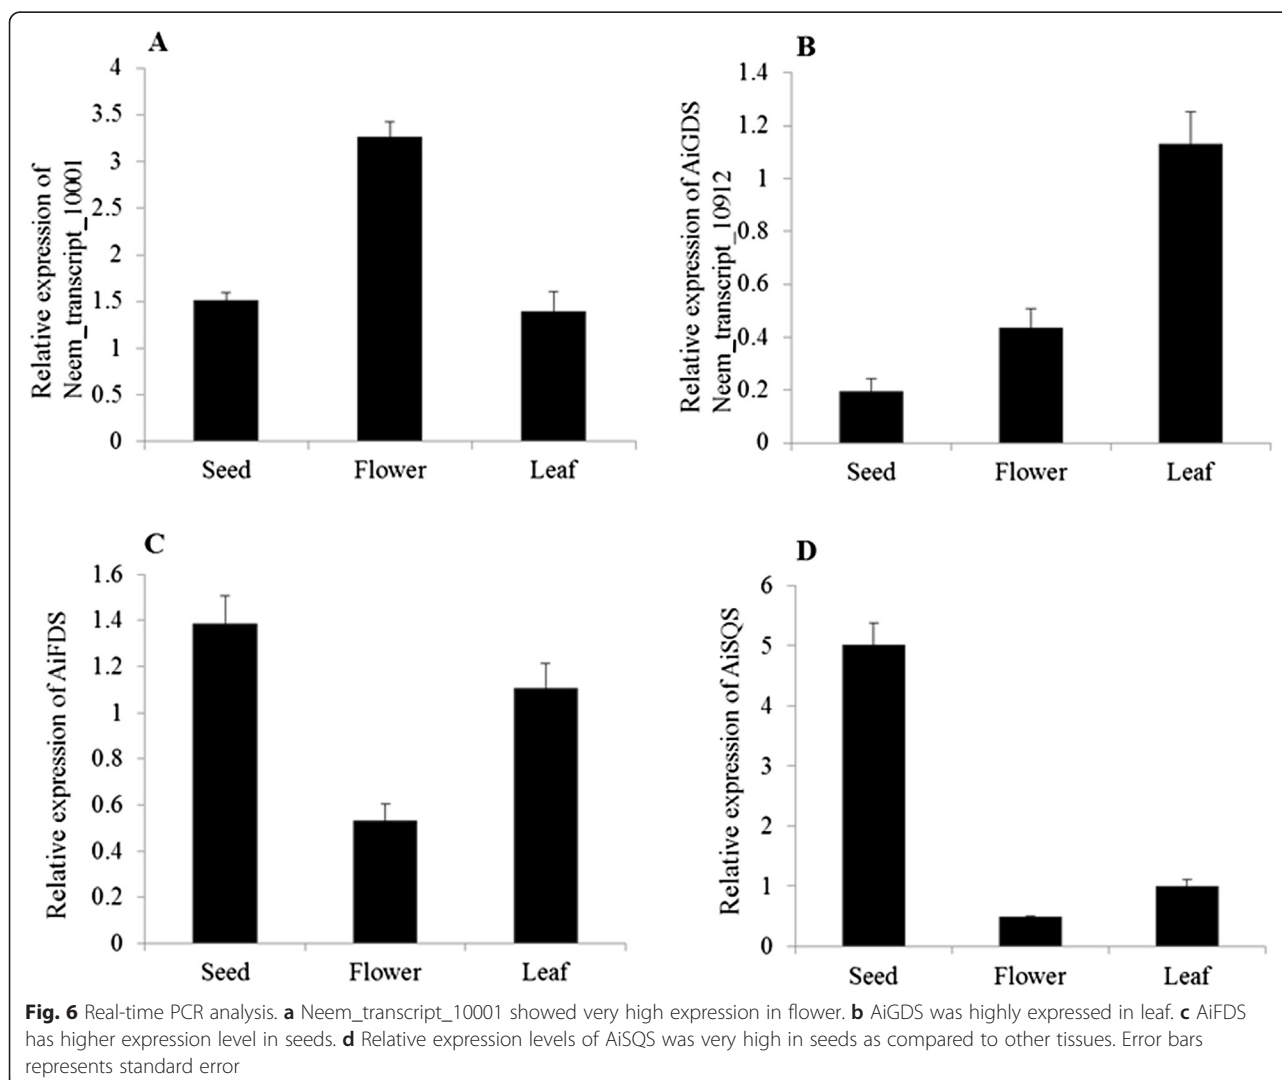 A
Relative expression of
Neem_transcript_10001
4
3.5
3
2.5
2
1.5
1
0.5
0
Seed Flower Leaf
B
Relative expression of AiGDS
Neem_transcript_10912
1.4
1.2
1
0.8
0.6
0.4
0.2
0
Seed Flower Leaf
C
Relative expression of AiFDS
1.6
1.4
1.2
1
0.8
0.6
0.4
0.2
0
Seed Flower Leaf
D
Relative expression of AiSQS
6
5
4
3
2
1
0
Seed Flower Leaf
Fig. 6 Real-time PCR analysis. a Neem_transcript_10001 showed very high expression in flower. b AiGDS was highly expressed in leaf. c AiFDS
has higher expression level in seeds. d Relative expression levels of AiSQS was very high in seeds as compared to other tissues. Error bars
represents standard error